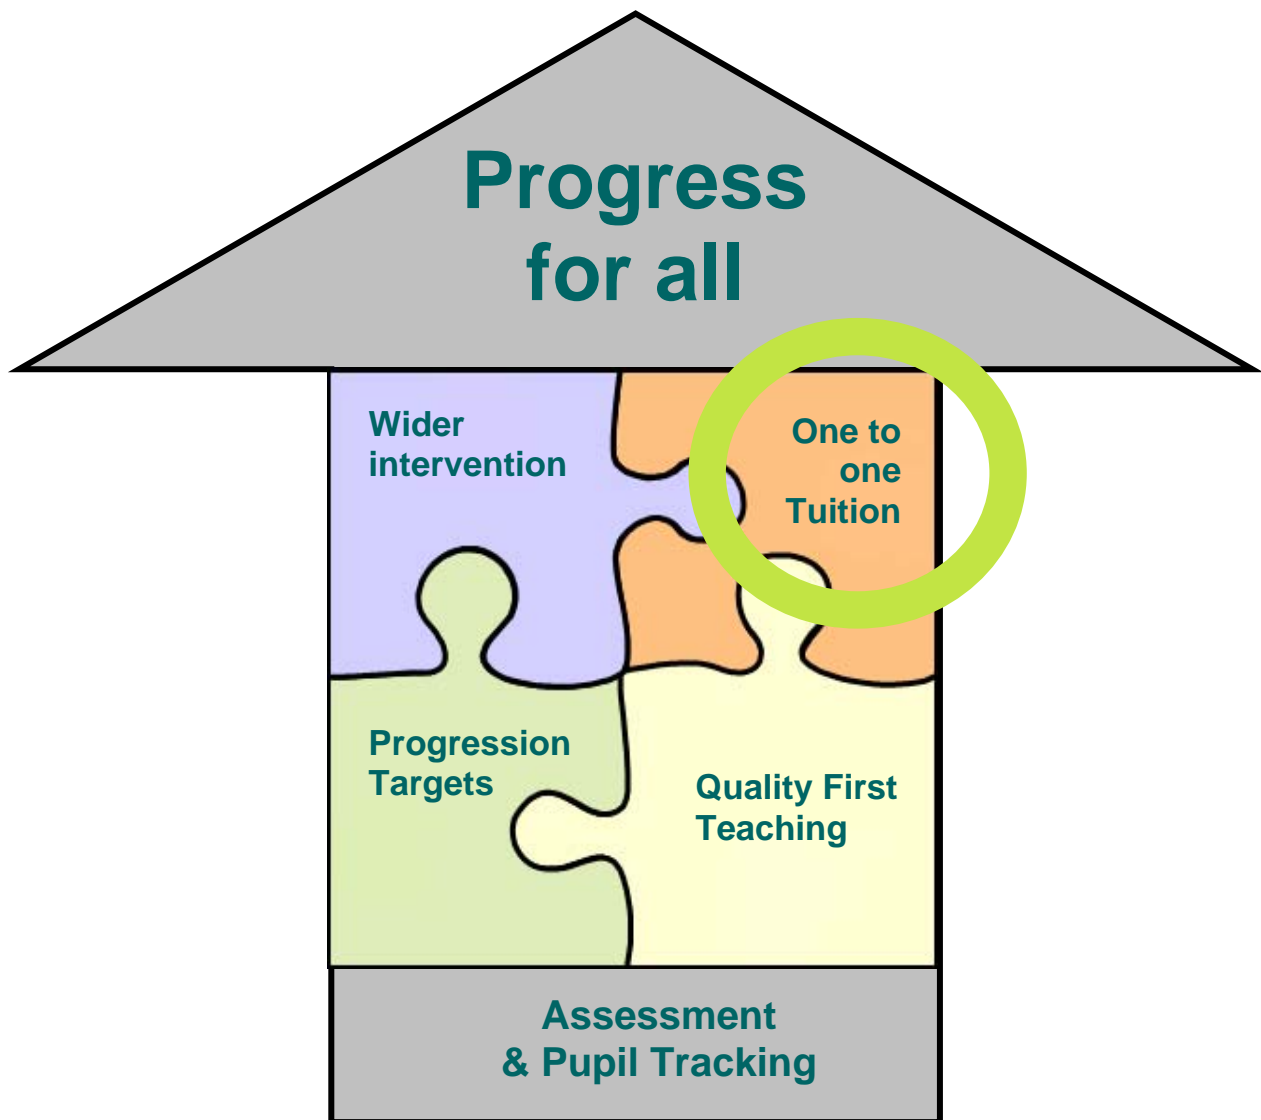 Progress
for all
Wider
intervention
One to
one
Tuition
Progression
Targets
Quality First
Teaching
Assessment
& Pupil Tracking